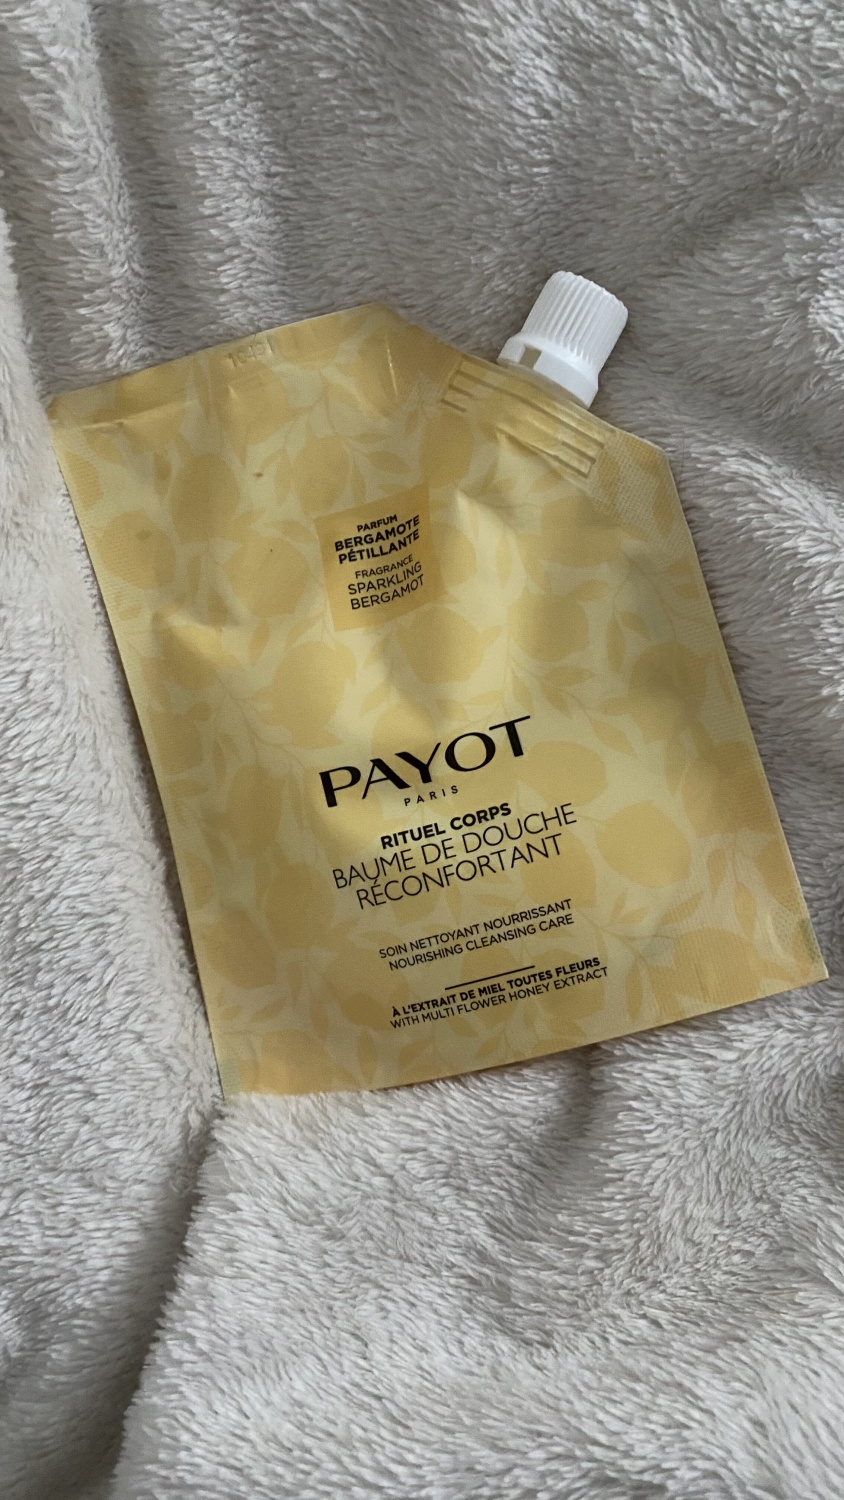 PARFUM
BERGAMOTE
PÉTILLANTE
FRAGRANCE
SPARKLING
BERGAMOT
PAYOT
PARIS
RITUEL CORPS
BAUME DE DOUCHE
RÉCONFORTANT
SOIN NETTOYANT NOURRISSANT
NOURISHING CLEANSING CARE
À L'EXTRAIT DE MIEL TOUTES FLEURS
WITH MULTI FLOWER HONEY EXTRACT